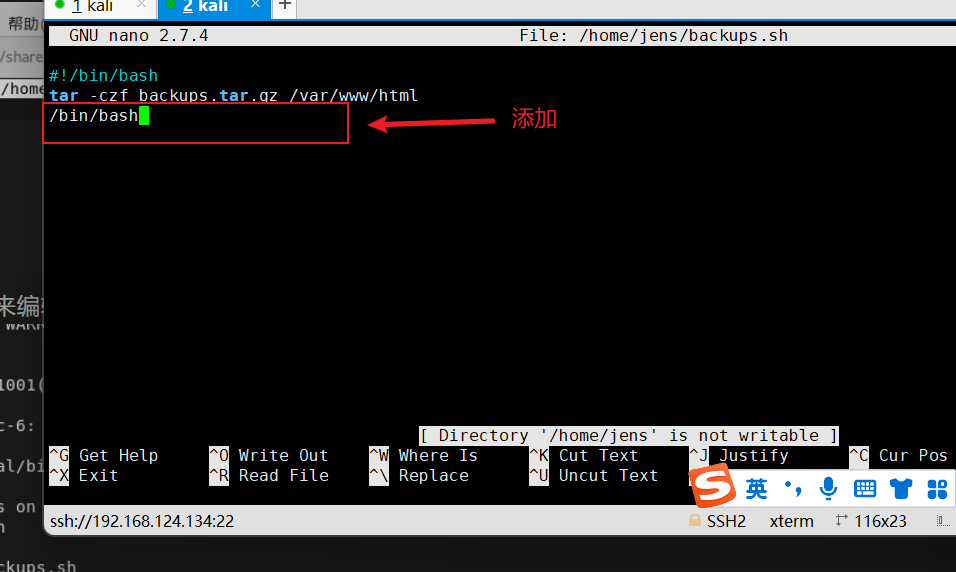 1 kali × 2 kali × +
帮助(
/share
/home
GNU nano 2.7.4 File: /home/jens/backups.sh
#!/bin/bash
tar -czf backups.tar.gz /var/www/html
/bin/bash
添加
来编
WARN
1001(
c-6:
al/bi
s on
n
ckups.sh
[ Directory '/home/jens' is not writable ]
^G Get Help ^O Write Out ^W Where Is ^K Cut Text ^J Justify ^C Cur Pos
^X Exit ^R Read File ^\ Replace ^U Uncut Text
S 英
ssh://192.168.124.134:22 SSH2 xterm 116x23